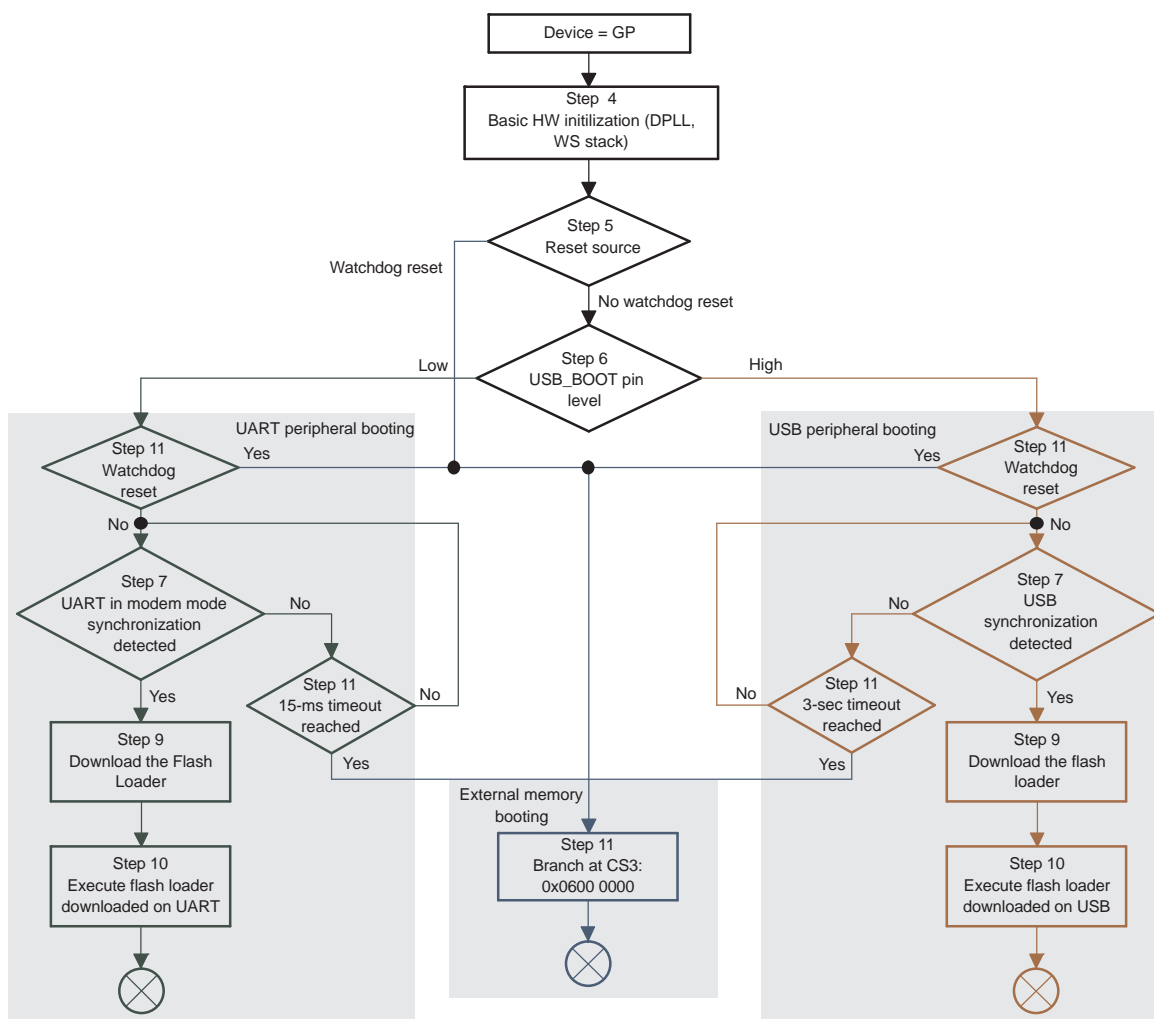 Device = GP
Step 4
Basic HW initilization (DPLL,
WS stack)
Step 5
Reset source
Watchdog reset
No watchdog reset
Step 6
USB_BOOT pin
level
Low
High
UART peripheral booting
USB peripheral booting
Step 11
Watchdog
reset
Yes
Yes
Step 11
Watchdog
reset
No
No
Step 7
UART in modem mode
synchronization
detected
No
No
Step 7
USB
synchronization
detected
Step 11
15-ms timeout
reached
No
No
Step 11
3-sec timeout
reached
Yes
Yes
Step 9
Download the Flash
Loader
Yes
Yes
Step 9
Download the flash
loader
External memory
booting
Step 11
Branch at CS3:
0x0600 0000
Step 10
Execute flash loader
downloaded on UART
Step 10
Execute flash loader
downloaded on USB